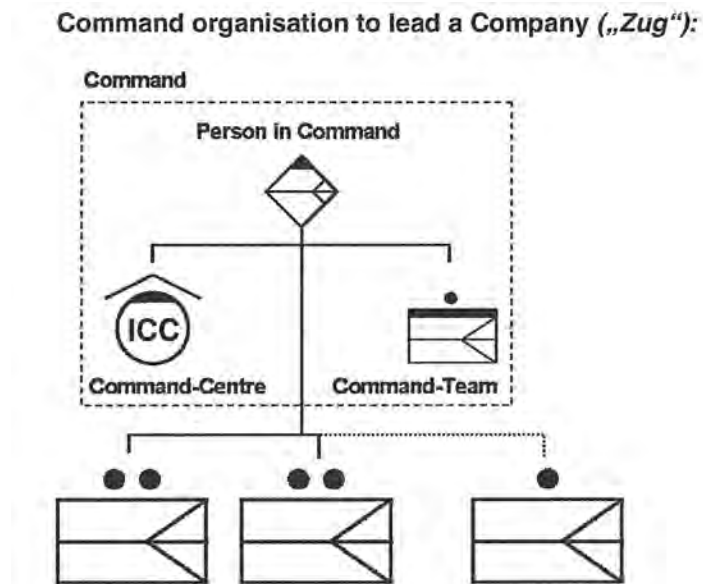 Command organisation to lead a Company („Zug“):
Command
Person in Command
ICC
Command-Centre
Command-Team